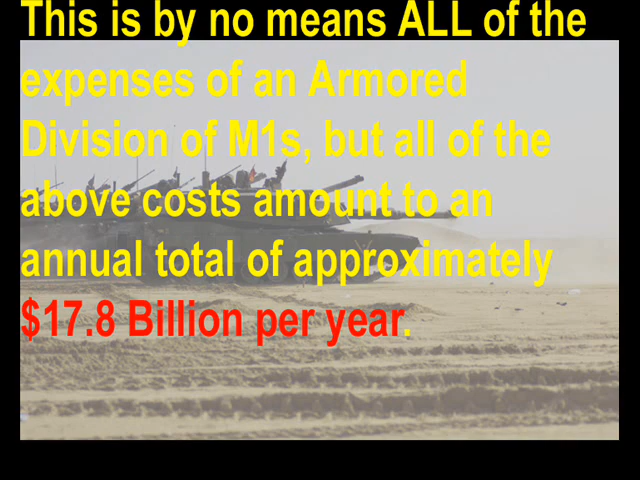 This is by no means ALL of the
expenses of an Armored
Division of M1s, but all of the
above costs amount to an
annual total of approximately
$17.8 Billion per year.